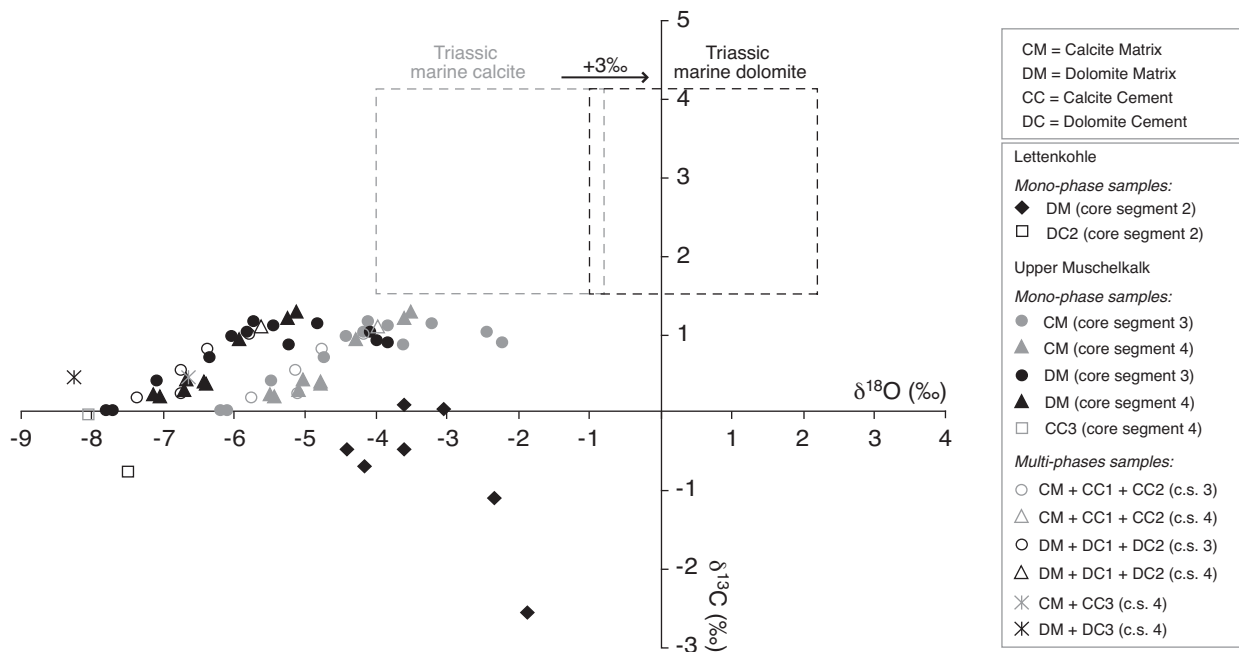 Triassic
marine calcite
+3‰
Triassic
marine dolomite
5
4
3
2
1
0
-1
-2
-3
δ18O (‰)
-9 -8 -7 -6 -5 -4 -3 -2 -1 1 2 3 4
δ13C (‰)
CM = Calcite Matrix
DM = Dolomite Matrix
CC = Calcite Cement
DC = Dolomite Cement
Lettenkohle
Mono-phase samples:
DM (core segment 2)
DC2 (core segment 2)
Upper Muschelkalk
Mono-phase samples:
CM (core segment 3)
CM (core segment 4)
DM (core segment 3)
DM (core segment 4)
CC3 (core segment 4)
Multi-phases samples:
CM + CC1 + CC2 (c.s. 3)
CM + CC1 + CC2 (c.s. 4)
DM + DC1 + DC2 (c.s. 3)
DM + DC1 + DC2 (c.s. 4)
CM + CC3 (c.s. 4)
DM + DC3 (c.s. 4)